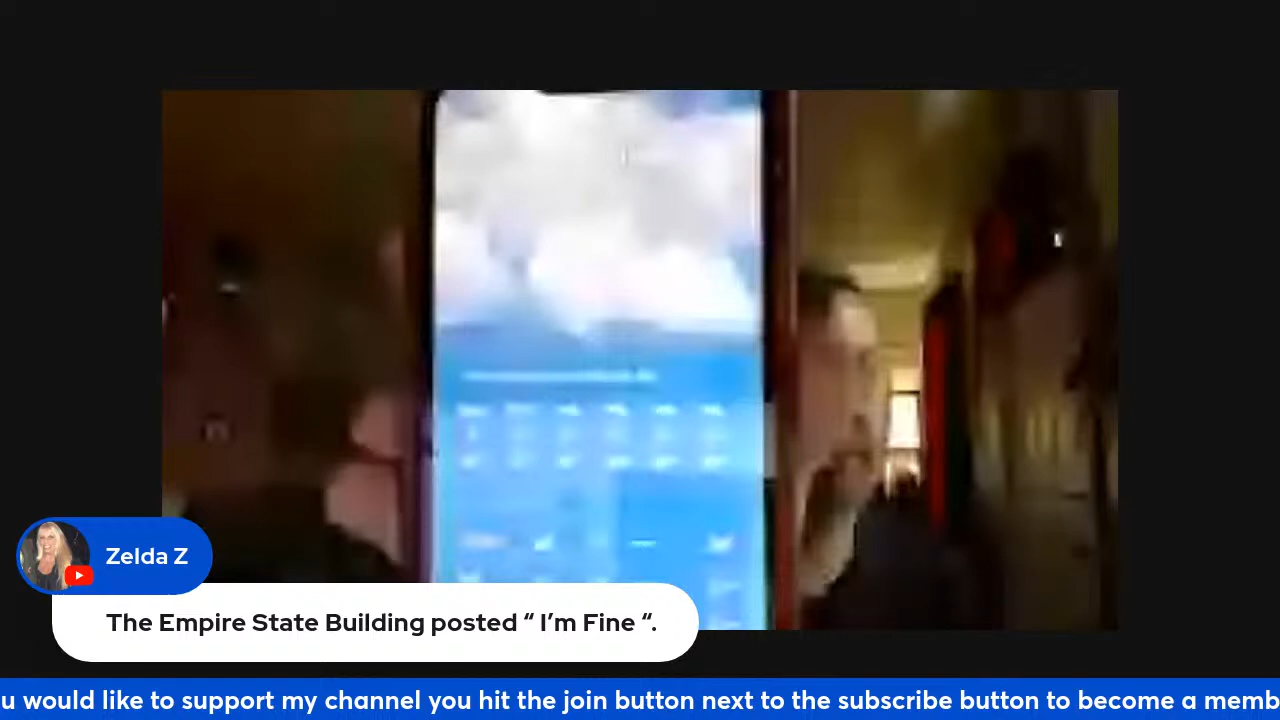 Zelda Z
The Empire State Building posted “ I’m Fine “.
u would like to support my channel you hit the join button next to the subscribe button to become a memb